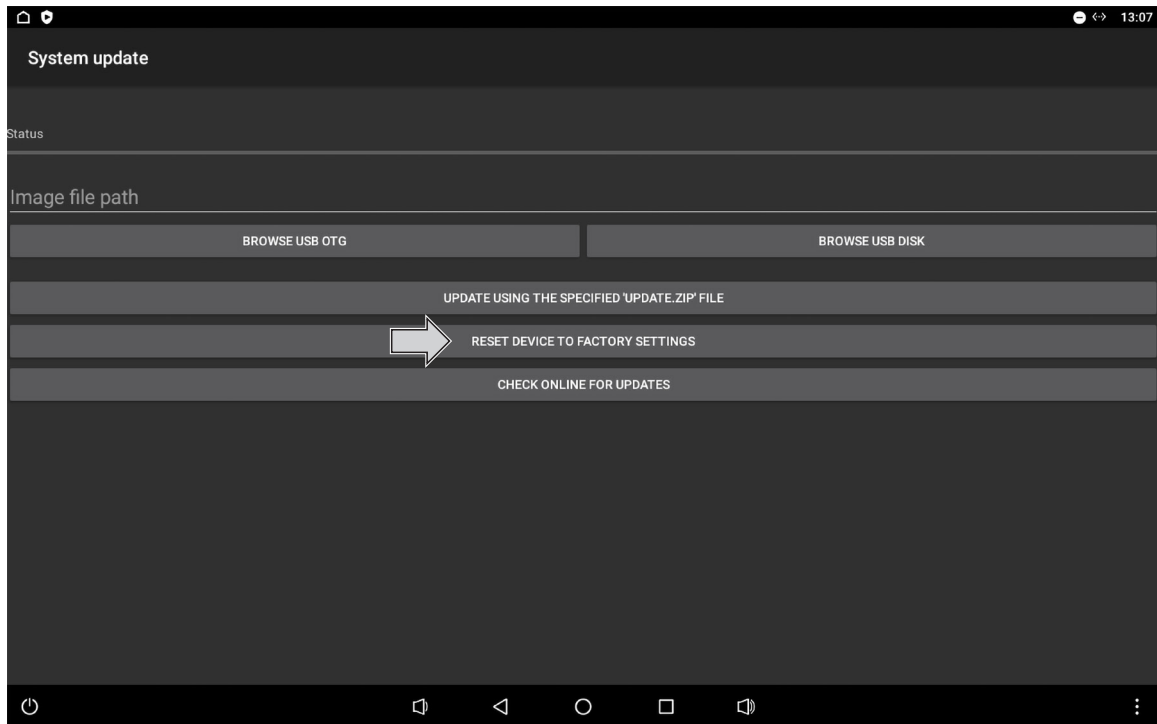 13:07
System update
Status
Image file path
BROWSE USB OTG
BROWSE USB DISK
UPDATE USING THE SPECIFIED 'UPDATE.ZIP' FILE
RESET DEVICE TO FACTORY SETTINGS
CHECK ONLINE FOR UPDATES